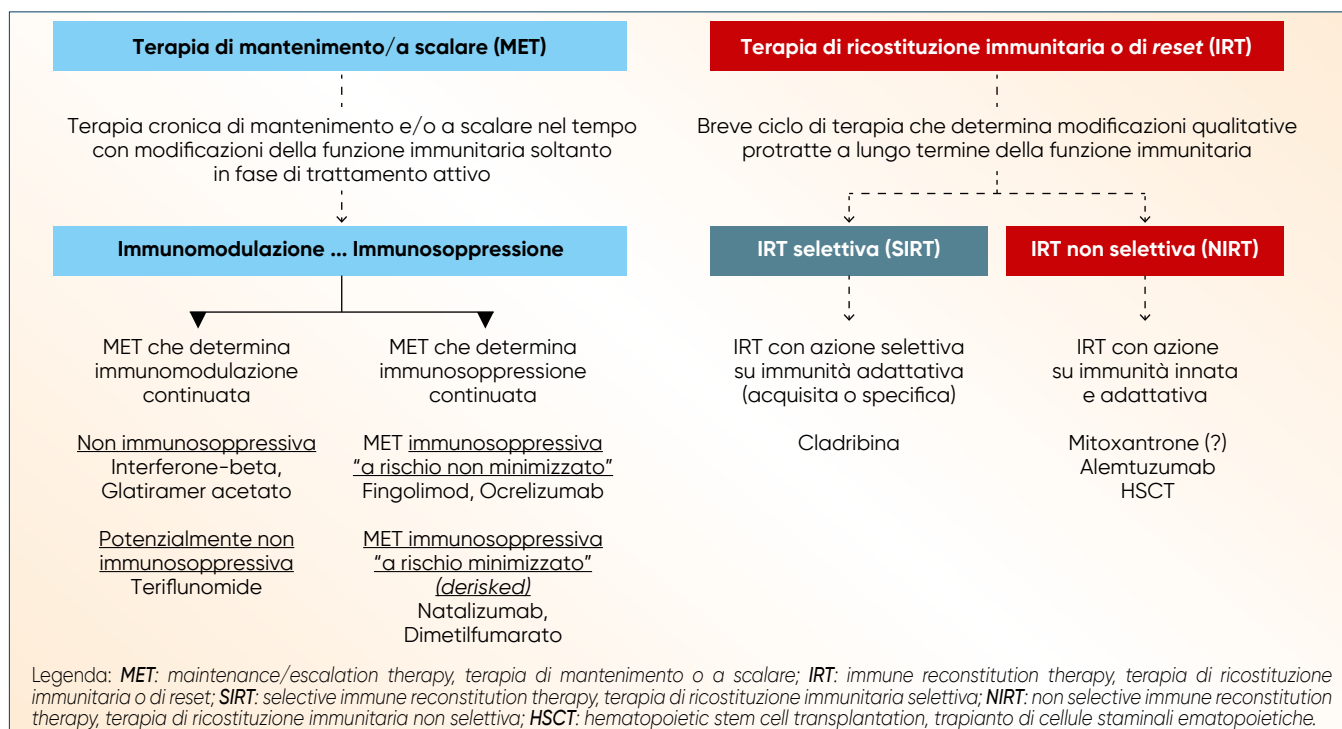 Terapia di mantenimento/a scalare (MET)
Terapia cronica di mantenimento e/o a scalare nel tempo
con modificazioni della funzione immunitaria soltanto
in fase di trattamento attivo
Immunomodulazione ... Immunosoppressione
MET che determina
immunomodulazione
continuata
Non immunosoppressiva
Interferone-beta,
Glatiramer acetato
Potenzialmente non
immunosoppressiva
Teriflunomide
MET che determina
immunosoppressione
continuata
MET immunosoppressiva
“a rischio non minimizzato”
Fingolimod, Ocrelizumab
MET immunosoppressiva
“a rischio minimizzato”
(derisked)
Natalizumab,
Dimetilfumarato
Terapia di ricostituzione immunitaria o di reset (IRT)
Breve ciclo di terapia che determina modificazioni qualitative
protratte a lungo termine della funzione immunitaria
IRT selettiva (SIRT)
IRT con azione selettiva
su immunità adattativa
(acquisita o specifica)
Cladribina
IRT non selettiva (NIRT)
IRT con azione
su immunità innata
e adattativa
Mitoxantrone (?)
Alemtuzumab
HSCT
Legenda: MET: maintenance/escalation therapy, terapia di mantenimento o a scalare; IRT: immune reconstitution therapy, terapia di ricostituzione
immunitaria o di reset; SIRT: selective immune reconstitution therapy, terapia di ricostituzione immunitaria selettiva; NIRT: non selective immune reconstitution
therapy, terapia di ricostituzione immunitaria non selettiva; HSCT: hematopoietic stem cell transplantation, trapianto di cellule staminali ematopoietiche.